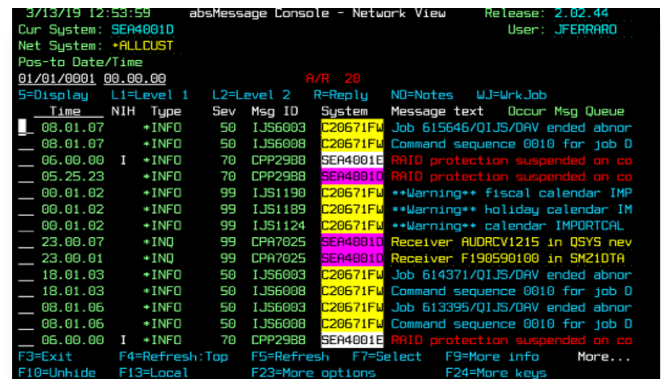 3/13/19 12:53:59 absMessage Console - Network View Release: 2.02.44
Cur System: SEA4001D User: JFERRARO
Net System: *ALLCUST
Pos-to Date/Time
01/01/0001 00.00.00 A/R 20
5=Display L1=Level 1 L2=Level 2 R=Reply NO=Notes WJ=WrkJob
Time NIH Type Sev Msg ID System Message text Occur Msg Queue
08.01.07 *INFO 50 IJS6003 C20671FW Job 615646/QIJS/DAV ended abnor
08.01.07 *INFO 50 IJS6003 C20671FW Command sequence 0010 for job D
06.00.00 I *INFO 70 CPP29B8 SEA4001E RAID protection suspended on co
05.25.23 *INFO 70 CPP29B8 SEA4001D RAID protection suspended on co
00.01.02 *INFO 99 IJS1190 C20671FW **Warning** fiscal calendar IMP
00.01.02 *INFO 99 IJS1189 C20671FW **Warning** holiday calendar IM
00.01.02 *INFO 99 IJS1124 C20671FW **Warning** calendar IMPORTCAL
23.00.07 *INQ 99 CPA7025 SEA4001D Receiver AUDRCV1215 in QSYS nev
23.00.01 *INQ 99 CPA7025 SEA4001D Receiver F190590100 in SMZ1DTA
18.01.03 *INFO 50 IJS6003 C20671FW Job 614371/QIJS/DAV ended abnor
18.01.03 *INFO 50 IJS6003 C20671FW Command sequence 0010 for job D
08.01.06 *INFO 50 IJS6003 C20671FW Job 613395/QIJS/DAV ended abnor
08.01.06 *INFO 50 IJS6003 C20671FW Command sequence 0010 for job D
06.00.00 I *INFO 70 CPP29B8 SEA4001E RAID protection suspended on co
F3=Exit F4=Refresh:Top F5=Refresh F7=Select F9=More info More...
F10=Unhide F13=Local F23=More options F24=More keys